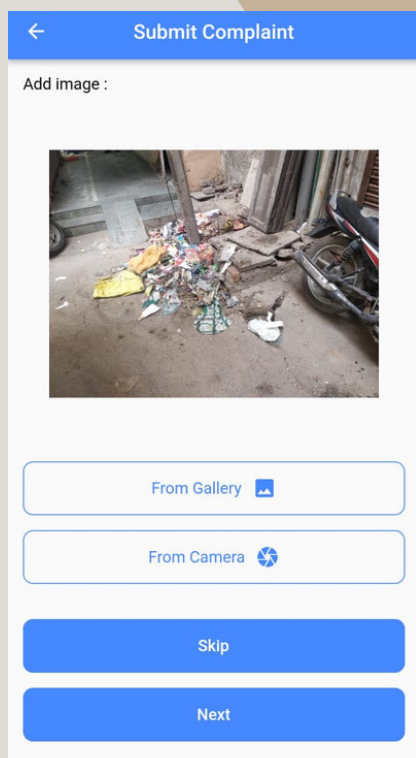 Submit Complaint
Add image :
From Gallery
From Camera
Skip
Next